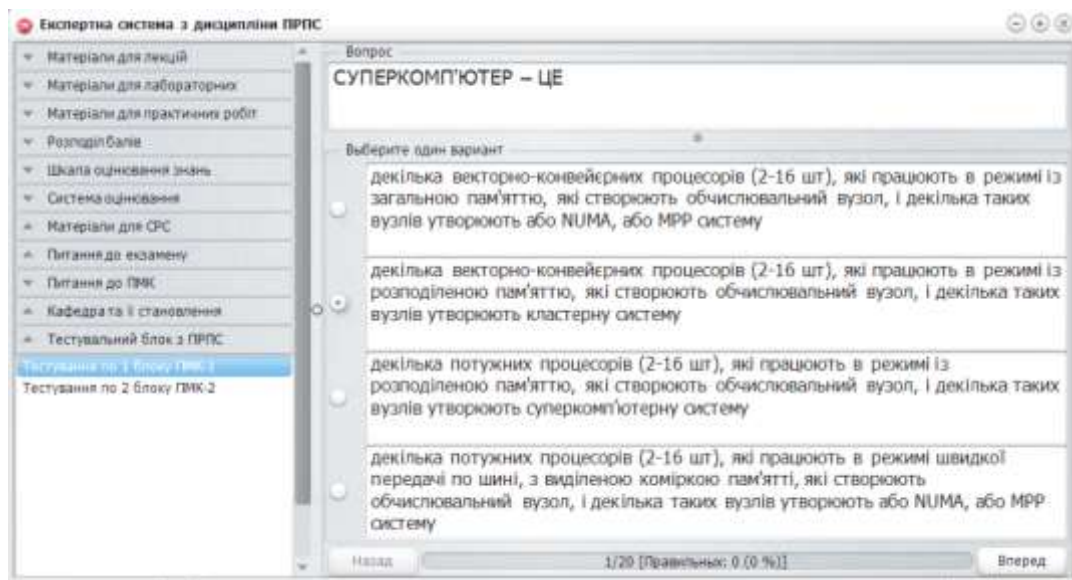 Експертна система з дисципліни ПРПС
Матеріали для лекцій
Матеріали для лабораторних
Матеріали для практичних робіт
Розподіл балів
Шкала оцінювання знань
Система оцінювання
Матеріали для СРС
Питання до екзамену
Питання до ПМК
Кафедра та її становлення
Тестувальний блок з ПРПС
Тестування по 1 блоку ПМК-1
Тестування по 2 блоку ПМК-2
Вопрос
СУПЕРКОМП'ЮТЕР – ЦЕ
Выберите один вариант
декілька векторно-конвейєрних процесорів (2-16 шт), які працюють в режимі із
загальною пам'яттю, які створюють обчислювальний вузол, і декілька таких
вузлів утворюють або NUMA, або MPP систему
декілька векторно-конвейєрних процесорів (2-16 шт), які працюють в режимі із
розподіленою пам'яттю, які створюють обчислювальний вузол, і декілька таких
вузлів утворюють кластерну систему
декілька потужних процесорів (2-16 шт), які працюють в режимі із
розподіленою пам'яттю, які створюють обчислювальний вузол, і декілька таких
вузлів утворюють суперкомп'ютерну систему
декілька потужних процесорів (2-16 шт), які працюють в режимі швидкої
передачі по шині, з виділеною коміркою пам'ятті, які створюють
обчислювальний вузол, і декілька таких вузлів утворюють або NUMA, або MPP
систему
Назад
1/20 [Правильных: 0 (0 %)]
Вперед